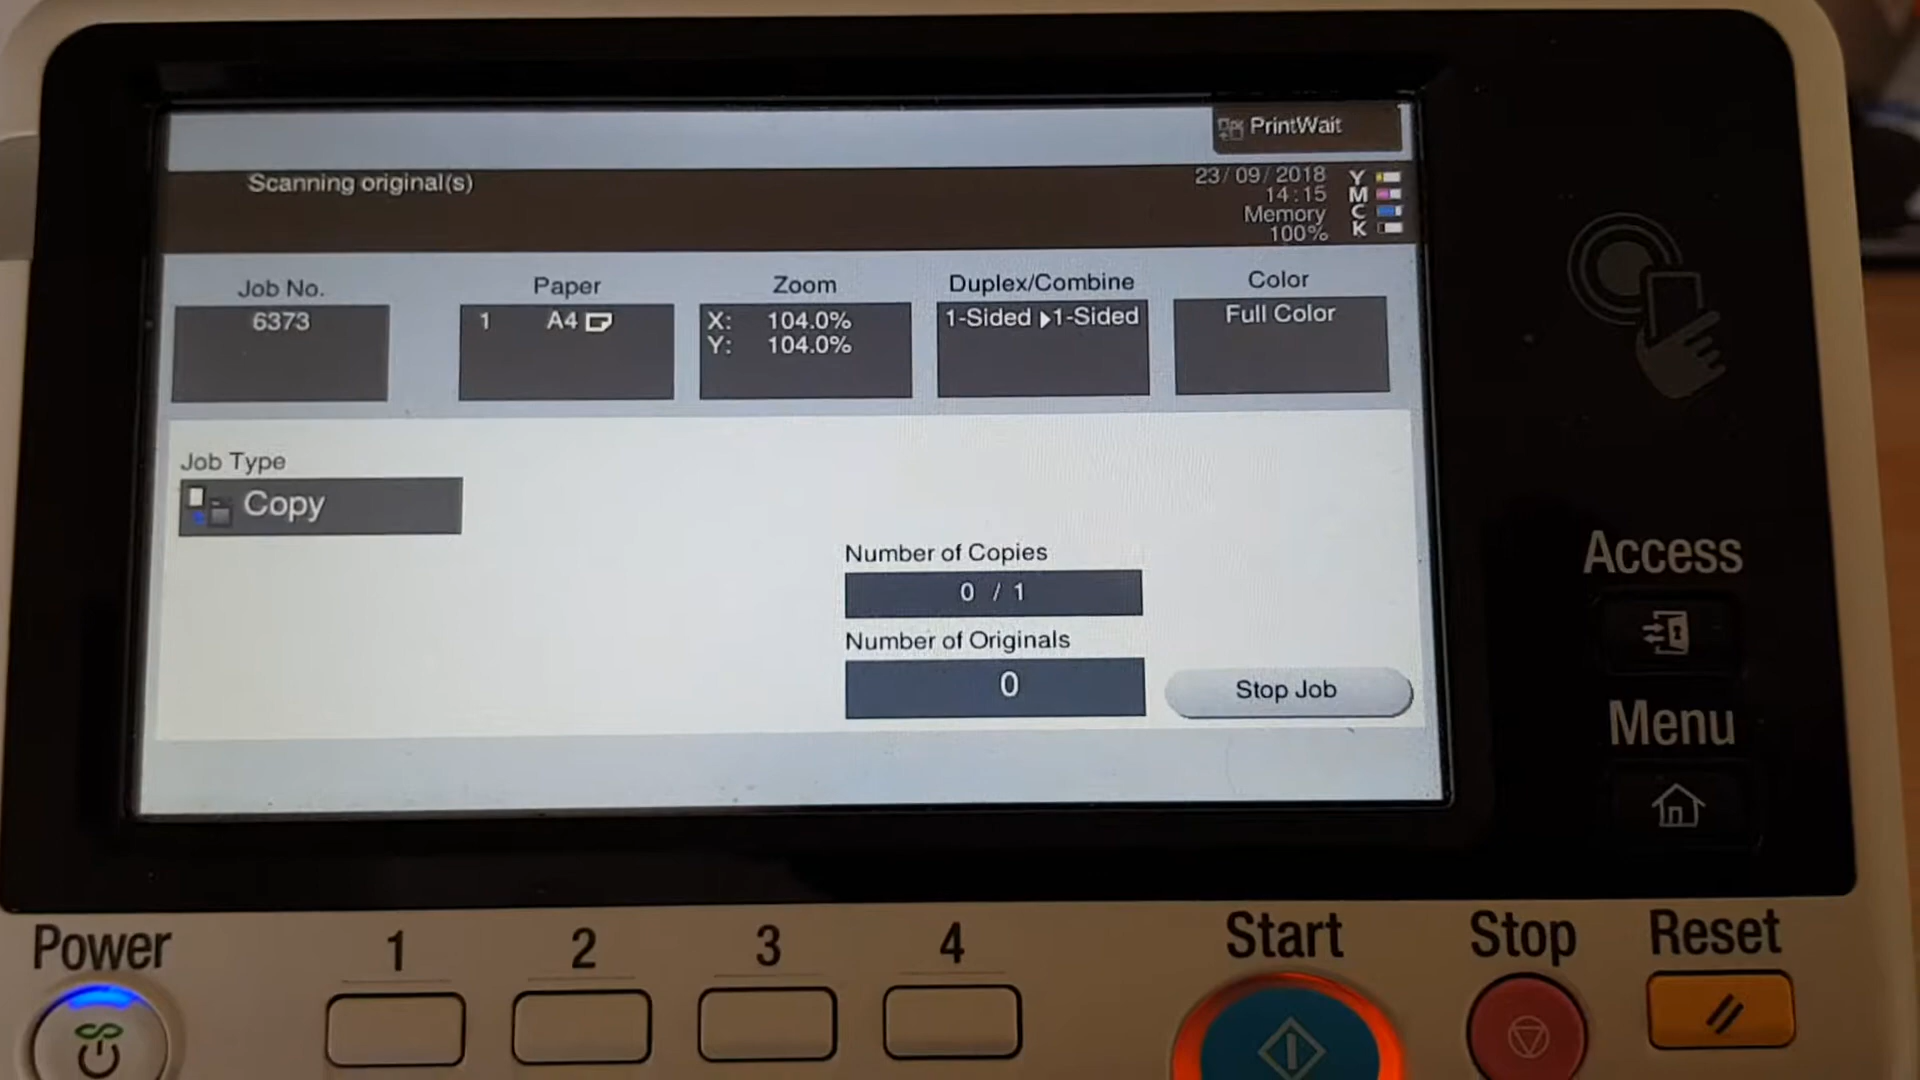 PrintWait
Scanning original(s)
23/09/2018
14:15
Memory
100%
Y
M
C
K
Job No.
6373
Paper
1 A4
Zoom
X: 104.0%
Y: 104.0%
Duplex/Combine
1-Sided ▶1-Sided
Color
Full Color
Job Type
Copy
Number of Copies
0 / 1
Number of Originals
0
Stop Job
Access
Menu
Power
1
2
3
4
Start
Stop
Reset